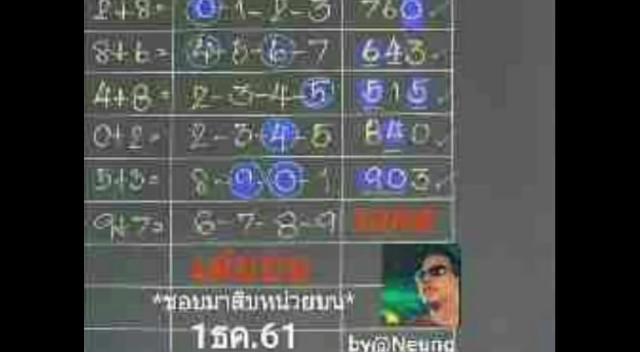 2+8= 0-1-2-3 760 ✓
8+6= 4-5-6-7 643 ✓
4+8= 2-3-4-5 515 ✓
0+2= 2-3-4-5 840 ✓
5+3= 8-9-0-1 903 ✓
9+7= 6-7-8-9
*ชอบมาสิบหน่วยบน*
1ธค.61
by@Neung